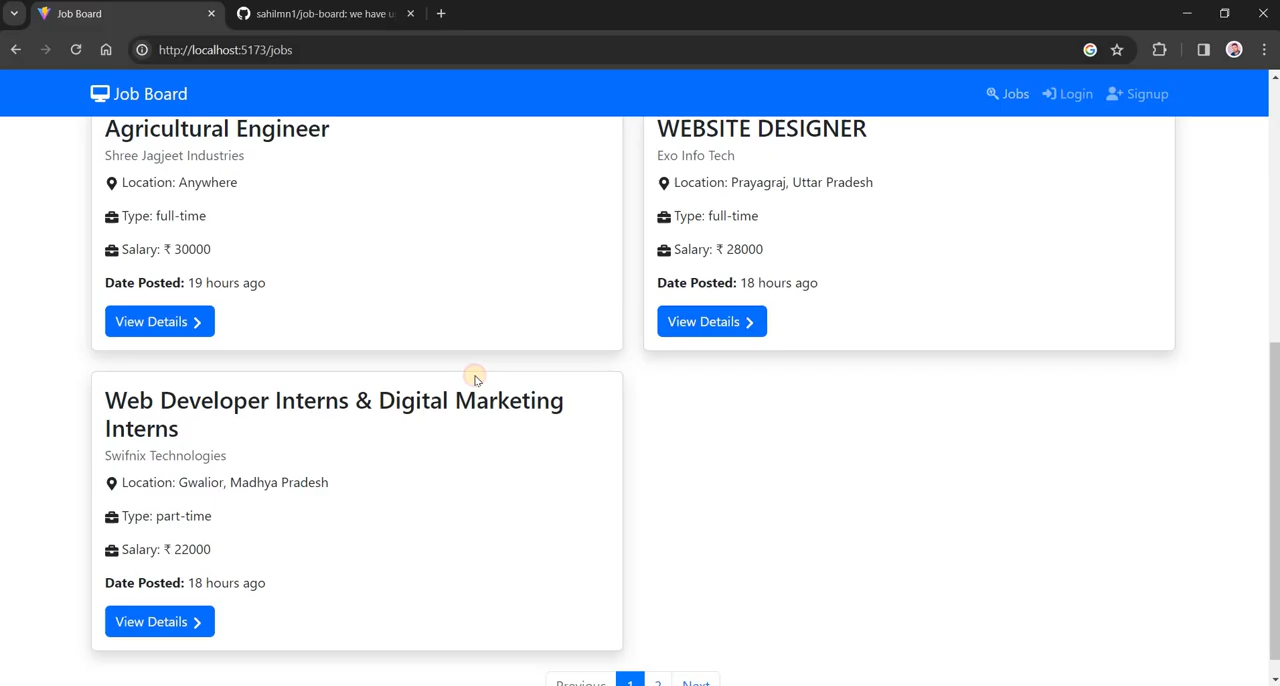 Job Board
sahilmn1/job-board: we have u
http://localhost:5173/jobs
Job Board
Jobs
Login
Signup
Agricultural Engineer
Shree Jagjeet Industries
Location: Anywhere
Type: full-time
Salary: ₹ 30000
Date Posted: 19 hours ago
View Details
WEBSITE DESIGNER
Exo Info Tech
Location: Prayagraj, Uttar Pradesh
Type: full-time
Salary: ₹ 28000
Date Posted: 18 hours ago
View Details
Web Developer Interns & Digital Marketing
Interns
Swifnix Technologies
Location: Gwalior, Madhya Pradesh
Type: part-time
Salary: ₹ 22000
Date Posted: 18 hours ago
View Details
Previous 1 2 Next